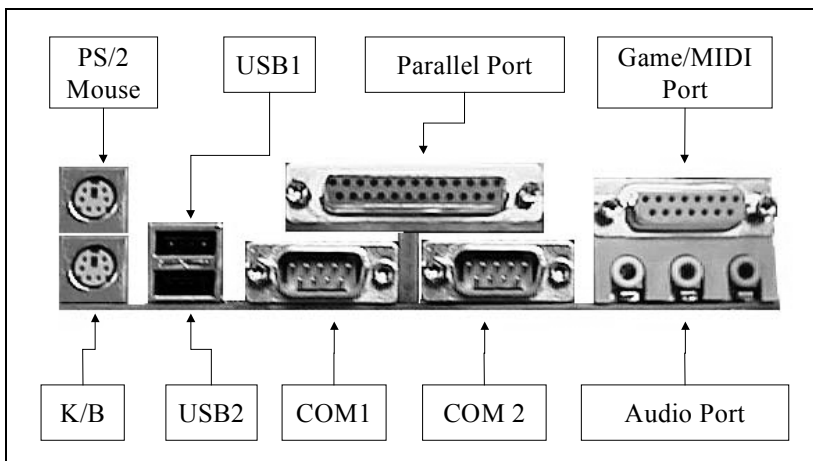 PS/2
Mouse
USB1
Parallel Port
Game/MIDI
Port
K/B
USB2
COM1
COM 2
Audio Port